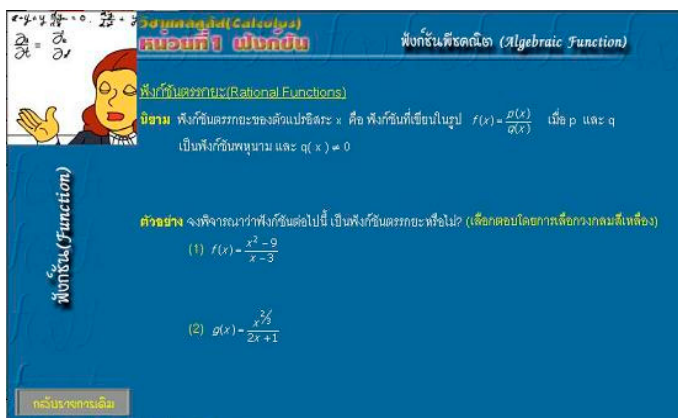 วิชาแคลคูลัส(Calculus)
หน่วยที่1 ฟังก์ชัน
ฟังก์ชันพีชคณิต (Algebraic Function)
∂u/∂t =
ฟังก์ชันตรรกยะ(Rational Functions)
นิยาม ฟังก์ชันตรรกยะของตัวแปรอิสระ x คือ ฟังก์ชันที่เขียนในรูป f(x) = p(x)/q(x) เมื่อ p และ q
เป็นฟังก์ชันพหุนาม และ q( x ) ≠ 0
ฟังก์ชัน(Function)
ตัวอย่าง จงพิจารณาว่าฟังก์ชันต่อไปนี้ เป็นฟังก์ชันตรรกยะหรือไม่? (เลือกตอบโดยการเลือกวงกลมสีเหลือง)
(1) f(x) = (x² − 9)/(x − 3)
(2) g(x) = x^(2/3)/(2x + 1)
กลับรายการเดิม